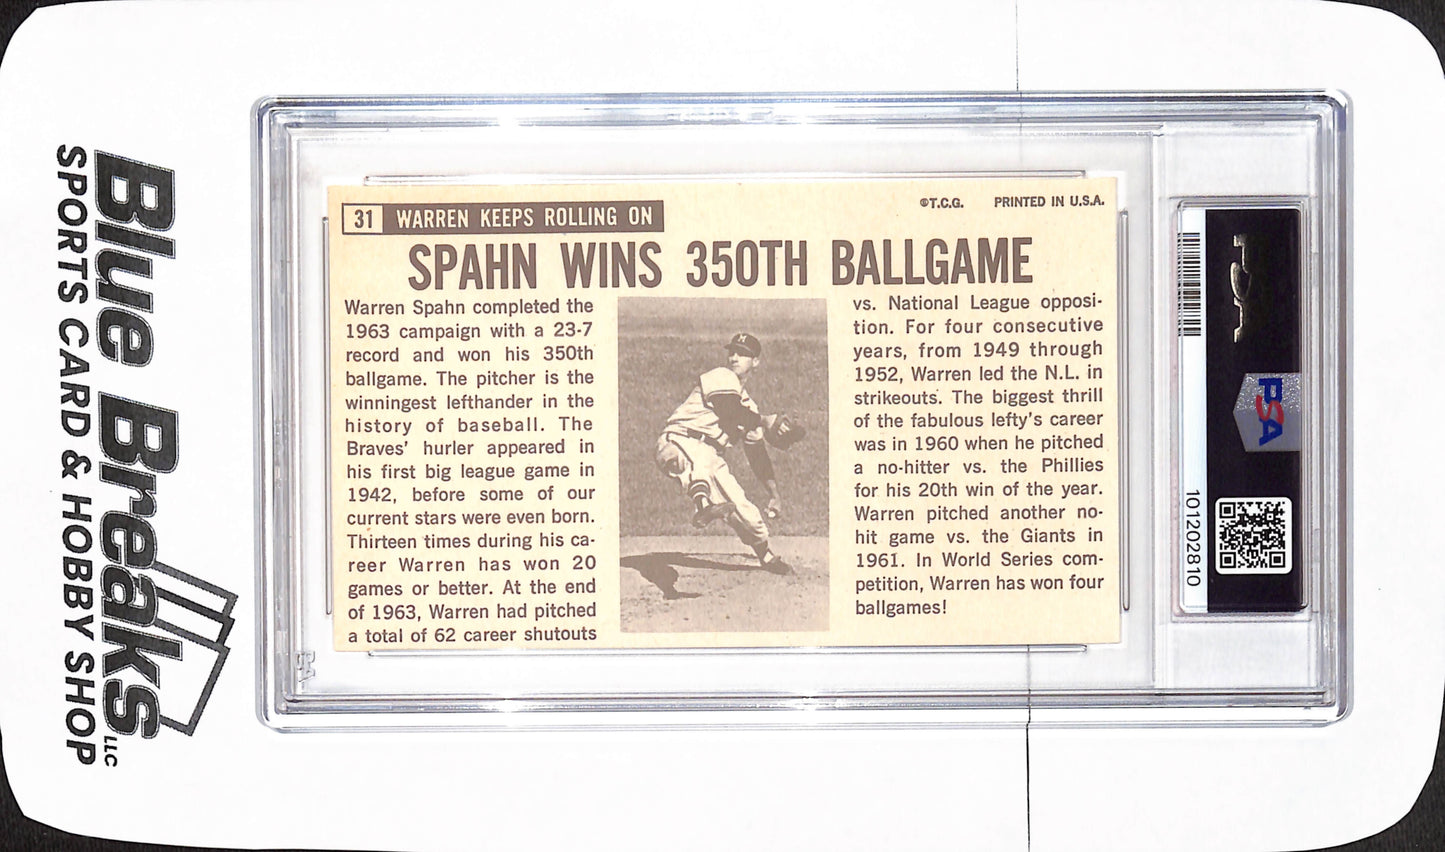 Blue Breaks LLC
SPORTS CARD & HOBBY SHOP
31 WARREN KEEPS ROLLING ON
©T.C.G. PRINTED IN U.S.A.
SPAHN WINS 350TH BALLGAME
Warren Spahn completed the
1963 campaign with a 23-7
record and won his 350th
ballgame. The pitcher is the
winningest lefthander in the
history of baseball. The
Braves' hurler appeared in
his first big league game in
1942, before some of our
current stars were even born.
Thirteen times during his ca-
reer Warren has won 20
games or better. At the end
of 1963, Warren had pitched
a total of 62 career shutouts
vs. National League opposi-
tion. For four consecutive
years, from 1949 through
1952, Warren led the N.L. in
strikeouts. The biggest thrill
of the fabulous lefty's career
was in 1960 when he pitched
a no-hitter vs. the Phillies
for his 20th win of the year.
Warren pitched another no-
hit game vs. the Giants in
1961. In World Series com-
petition, Warren has won four
ballgames!
M
PSA
PSA
101202810